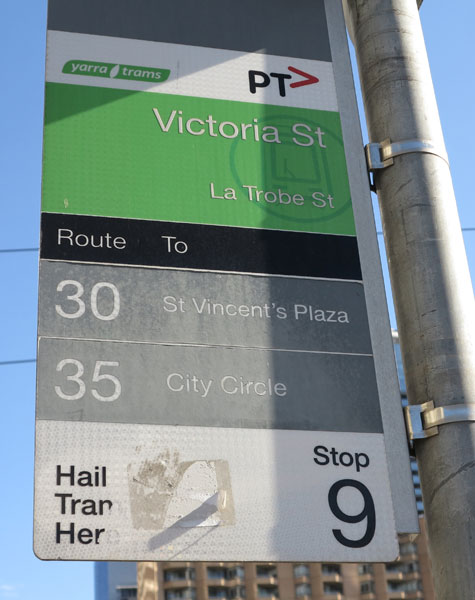 yarra trams
PT
Victoria St
La Trobe St
Route To
30 St Vincent's Plaza
35 City Circle
Hail
Tram
Here
Stop
9